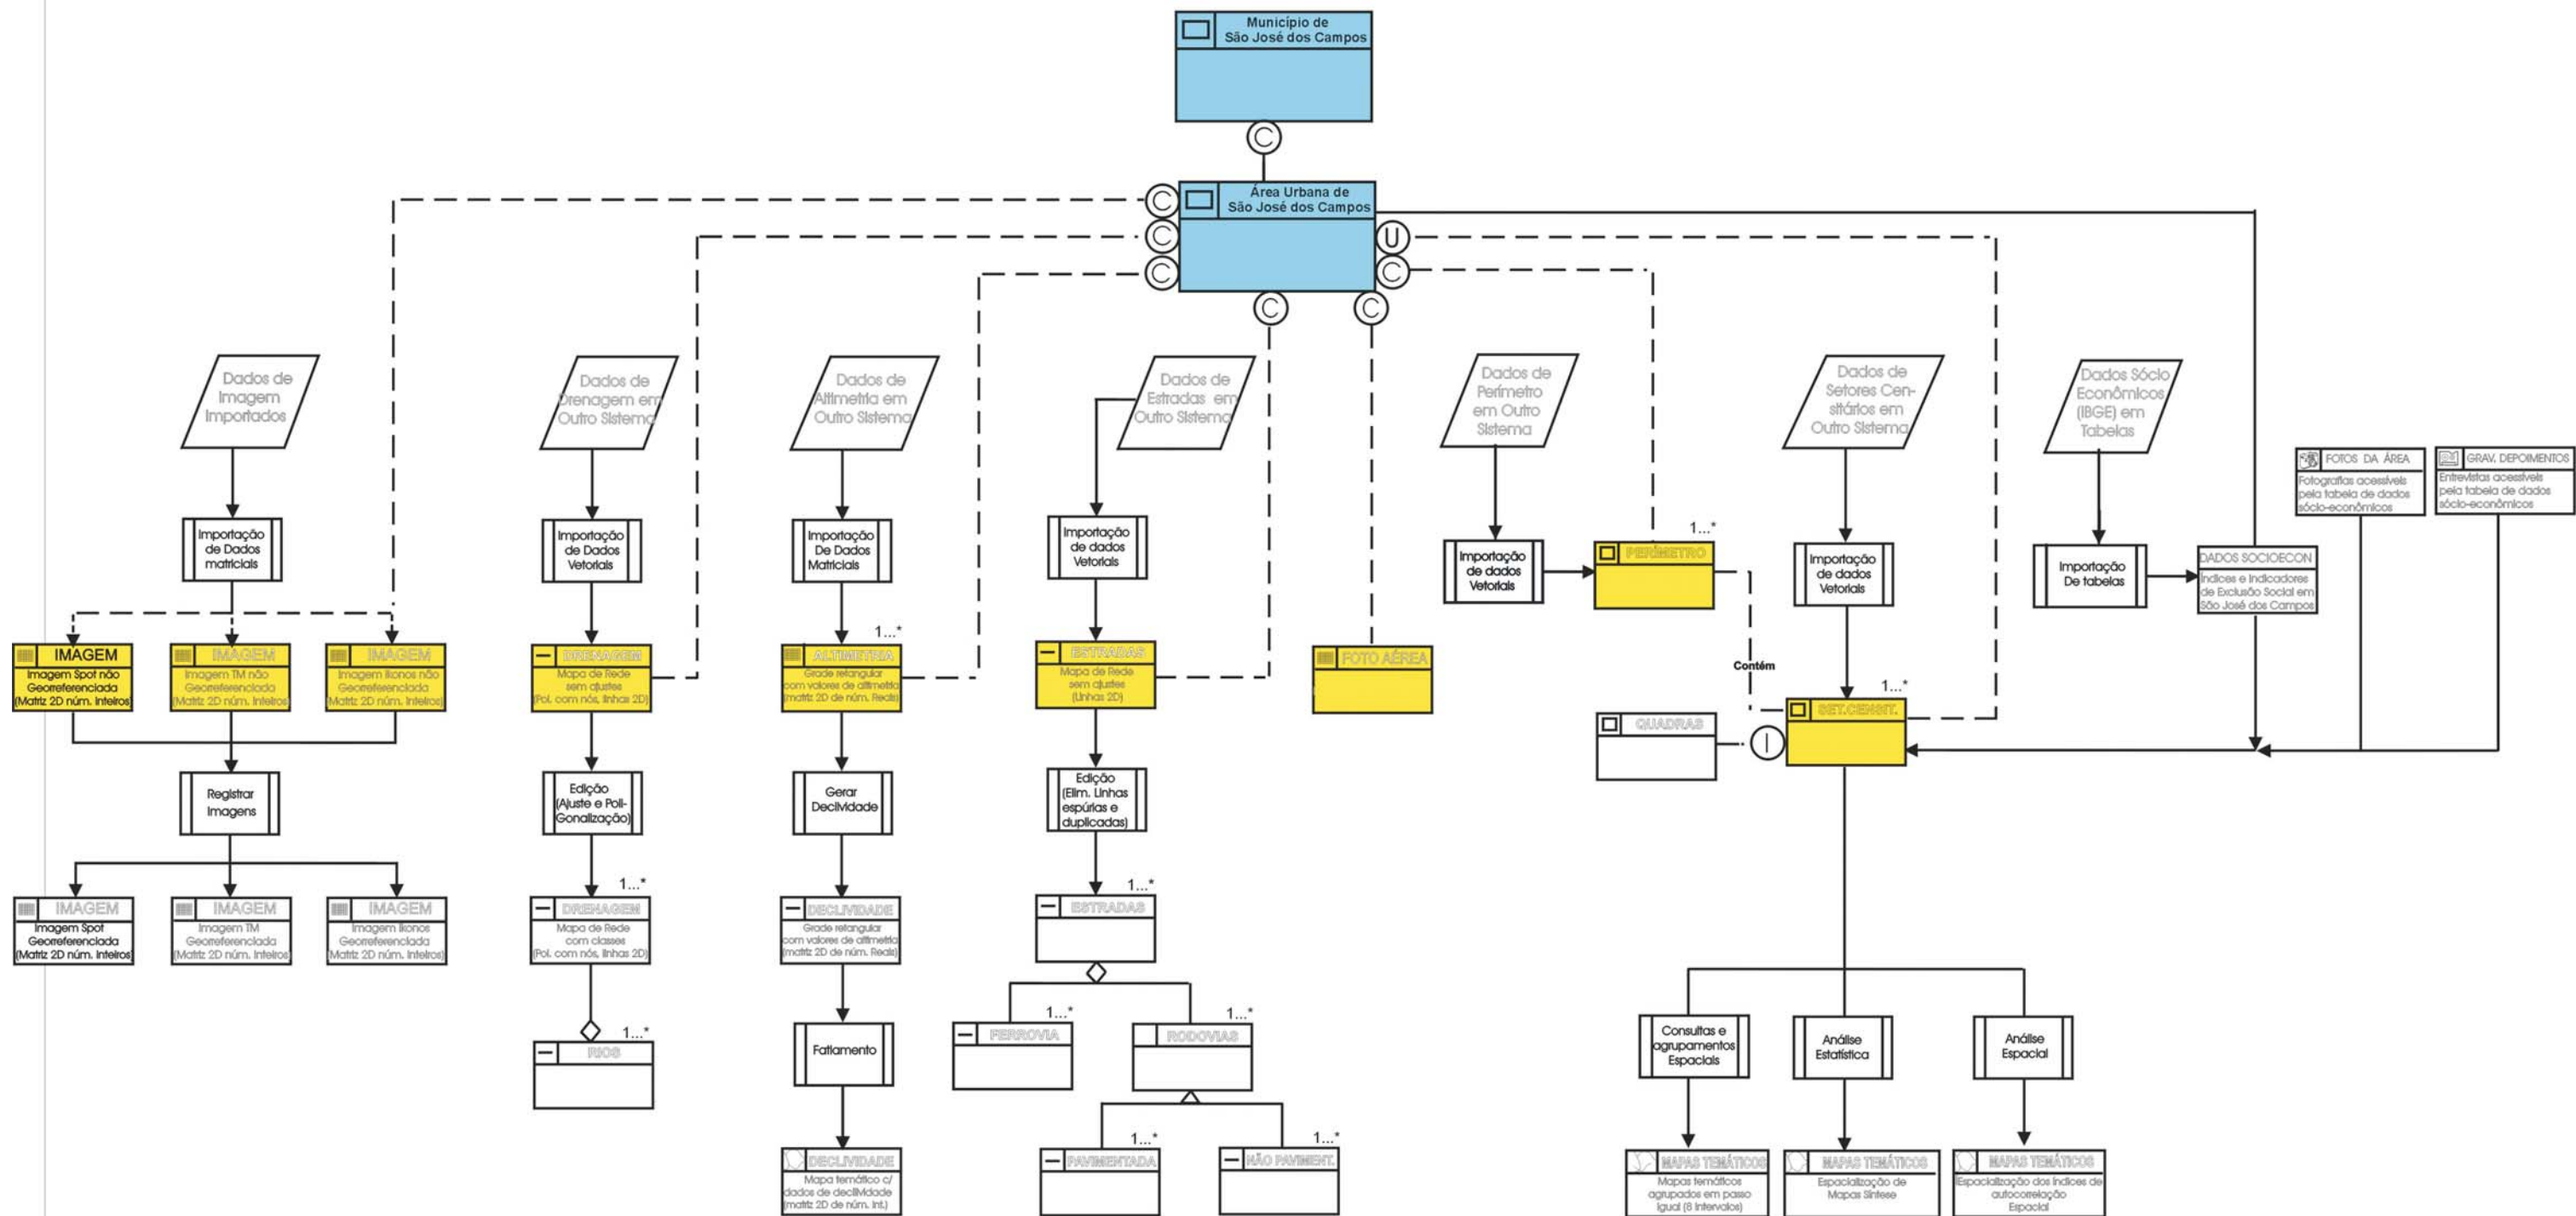 Município de
São José dos Campos
C
Área Urbana de
São José dos Campos
C
C
C
U
C
C
C
Dados de
Imagem
Importados
Dados de
Drenagem em
Outro Sistema
Dados de
Altimetria em
Outro Sistema
Dados de
Estradas em
Outro Sistema
Dados de
Perímetro
em Outro
Sistema
Dados de
Setores Cen-
sitários em
Outro Sistema
Dados Sócio
Econômicos
(IBGE) em
Tabelas
FOTOS DA ÁREA
Fotografias acessíveis
pela tabela de dados
sócio-econômicos
GRAV. DEPOIMENTOS
Entrevistas acessíveis
pela tabela de dados
sócio-econômicos
Importação
de Dados
matriciais
Importação
de Dados
Vetoriais
Importação
De Dados
Matriciais
Importação
de dados
Vetoriais
Importação
de dados
Vetoriais
1...*
PERÍMETRO
Importação
de dados
Vetoriais
Importação
De tabelas
DADOS SOCIOECON
Índices e Indicadores
de Exclusão Social em
São José dos Campos
IMAGEM
Imagem Spot não
Georreferenciada
(Matriz 2D núm. Inteiros)
IMAGEM
Imagem TM não
Georreferenciada
(Matriz 2D núm. Inteiros)
IMAGEM
Imagem Ikonos não
Georreferenciada
(Matriz 2D núm. Inteiros)
DRENAGEM
Mapa de Rede
sem ajustes
(Pol. com nós, linhas 2D)
1...*
ALTIMETRIA
Grade retangular
com valores de altimetria
(matriz 2D de núm. Reais)
ESTRADAS
Mapa de Rede
sem ajustes
(Linhas 2D)
FOTO AÉREA
Contém
1...*
SET.CENSIT.
QUADRAS
I
Registrar
Imagens
Edição
(Ajuste e Poli-
Gonalização)
Gerar
Declividade
Edição
(Elim. Linhas
espúrias e
duplicadas)
IMAGEM
Imagem Spot
Georreferenciada
(Matriz 2D núm. Inteiros)
IMAGEM
Imagem TM
Georreferenciada
(Matriz 2D núm. Inteiros)
IMAGEM
Imagem Ikonos
Georreferenciada
(Matriz 2D núm. Inteiros)
1...*
DRENAGEM
Mapa de Rede
com classes
(Pol. com nós, linhas 2D)
DECLIVIDADE
Grade retangular
com valores de altimetria
(matriz 2D de núm. Reais)
1...*
ESTRADAS
1...*
RIOS
Fatiamento
1...*
FERROVIA
1...*
RODOVIAS
Consultas e
agrupamentos
Espaciais
Análise
Estatística
Análise
Espacial
DECLIVIDADE
Mapa temático c/
dados de declilvidade
(matriz 2D de núm. Int.)
1...*
PAVIMENTADA
1...*
NÃO PAVIMENT.
MAPAS TEMÁTICOS
Mapas temáticos
agrupados em passo
igual (8 intervalos)
MAPAS TEMÁTICOS
Espacialização de
Mapas Síntese
MAPAS TEMÁTICOS
Espacialização dos índices de
autocorrelação
Espacial